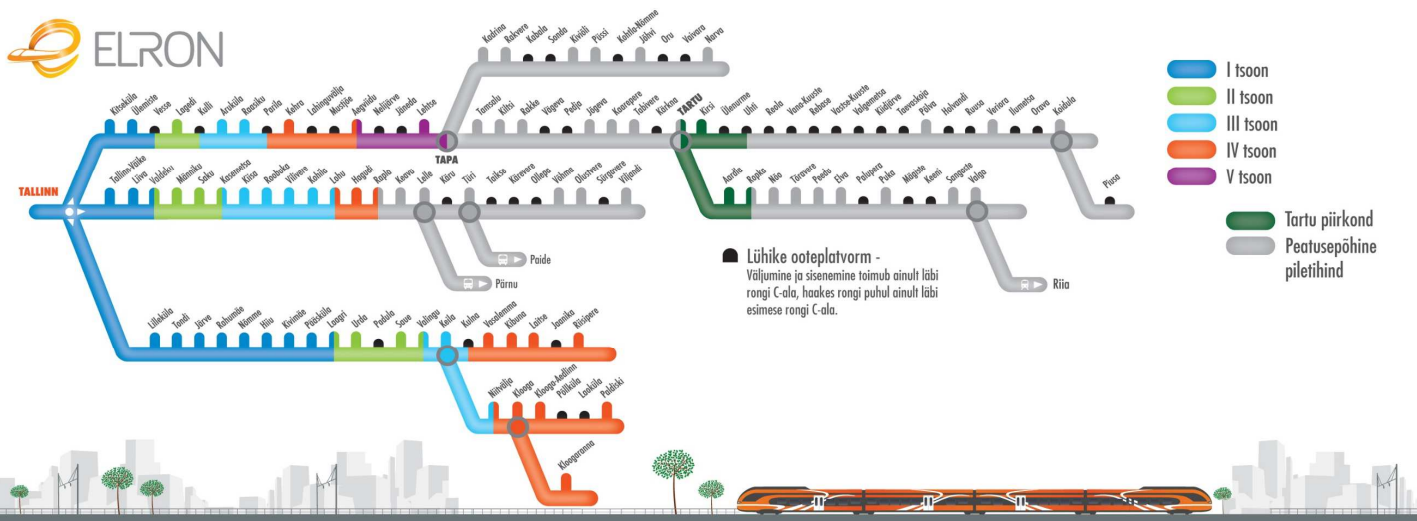 ELRON
Kadrina
Rakvere
Kabala
Sonda
Kiviõli
Püssi
Kohtla-Nõmme
Jõhvi
Oru
Vaivara
Narva
Kitseküla
Ülemiste
Vesse
Lagedi
Kulli
Aruküla
Raasiku
Parila
Kehra
Lahinguvälja
Mustjõe
Aegviidu
Nelijärve
Jäneda
Lehtse
TAPA
Tamsalu
Kiltsi
Rakke
Vägeva
Pedja
Jõgeva
Kaarepere
Tabivere
Kärkna
TARTU
Kirsi
Ülenurme
Uhti
Reola
Vana-Kuuste
Rebase
Vastse-Kuuste
Valgemetsa
Kiidjärve
Taevaskoja
Põlva
Holvandi
Ruusa
Veriora
Ilumetsa
Orava
Koidula
Piusa
TALLINN
Tallinn-Väike
Liiva
Valdeku
Männiku
Saku
Kasemetsa
Kiisa
Roobuka
Vilivere
Kohila
Lohu
Hagudi
Rapla
Keava
Lelle
Käru
Türi
Taikse
Kärevere
Ollepa
Võhma
Olustvere
Sürgavere
Viljandi
Paide
Pärnu
Aardla
Ropka
Nõo
Tõravere
Peedu
Elva
Palupera
Puka
Mägiste
Keeni
Sangaste
Valga
Riia
Lilleküla
Tondi
Järve
Rahumäe
Nõmme
Hiiu
Kivimäe
Pääsküla
Laagri
Urda
Padula
Saue
Valingu
Keila
Kulna
Vasalemma
Kibuna
Laitse
Jaanika
Riisipere
Niitvälja
Klooga
Klooga-Aedlinn
Põllküla
Laoküla
Paldiski
Kloogaranna
I tsoon
II tsoon
III tsoon
IV tsoon
V tsoon
Tartu piirkond
Peatusepõhine
piletihind
Lühike ooteplatvorm -
Väljumine ja sisenemine toimub ainult läbi
rongi C-ala, haakes rongi puhul ainult läbi
esimese rongi C-ala.